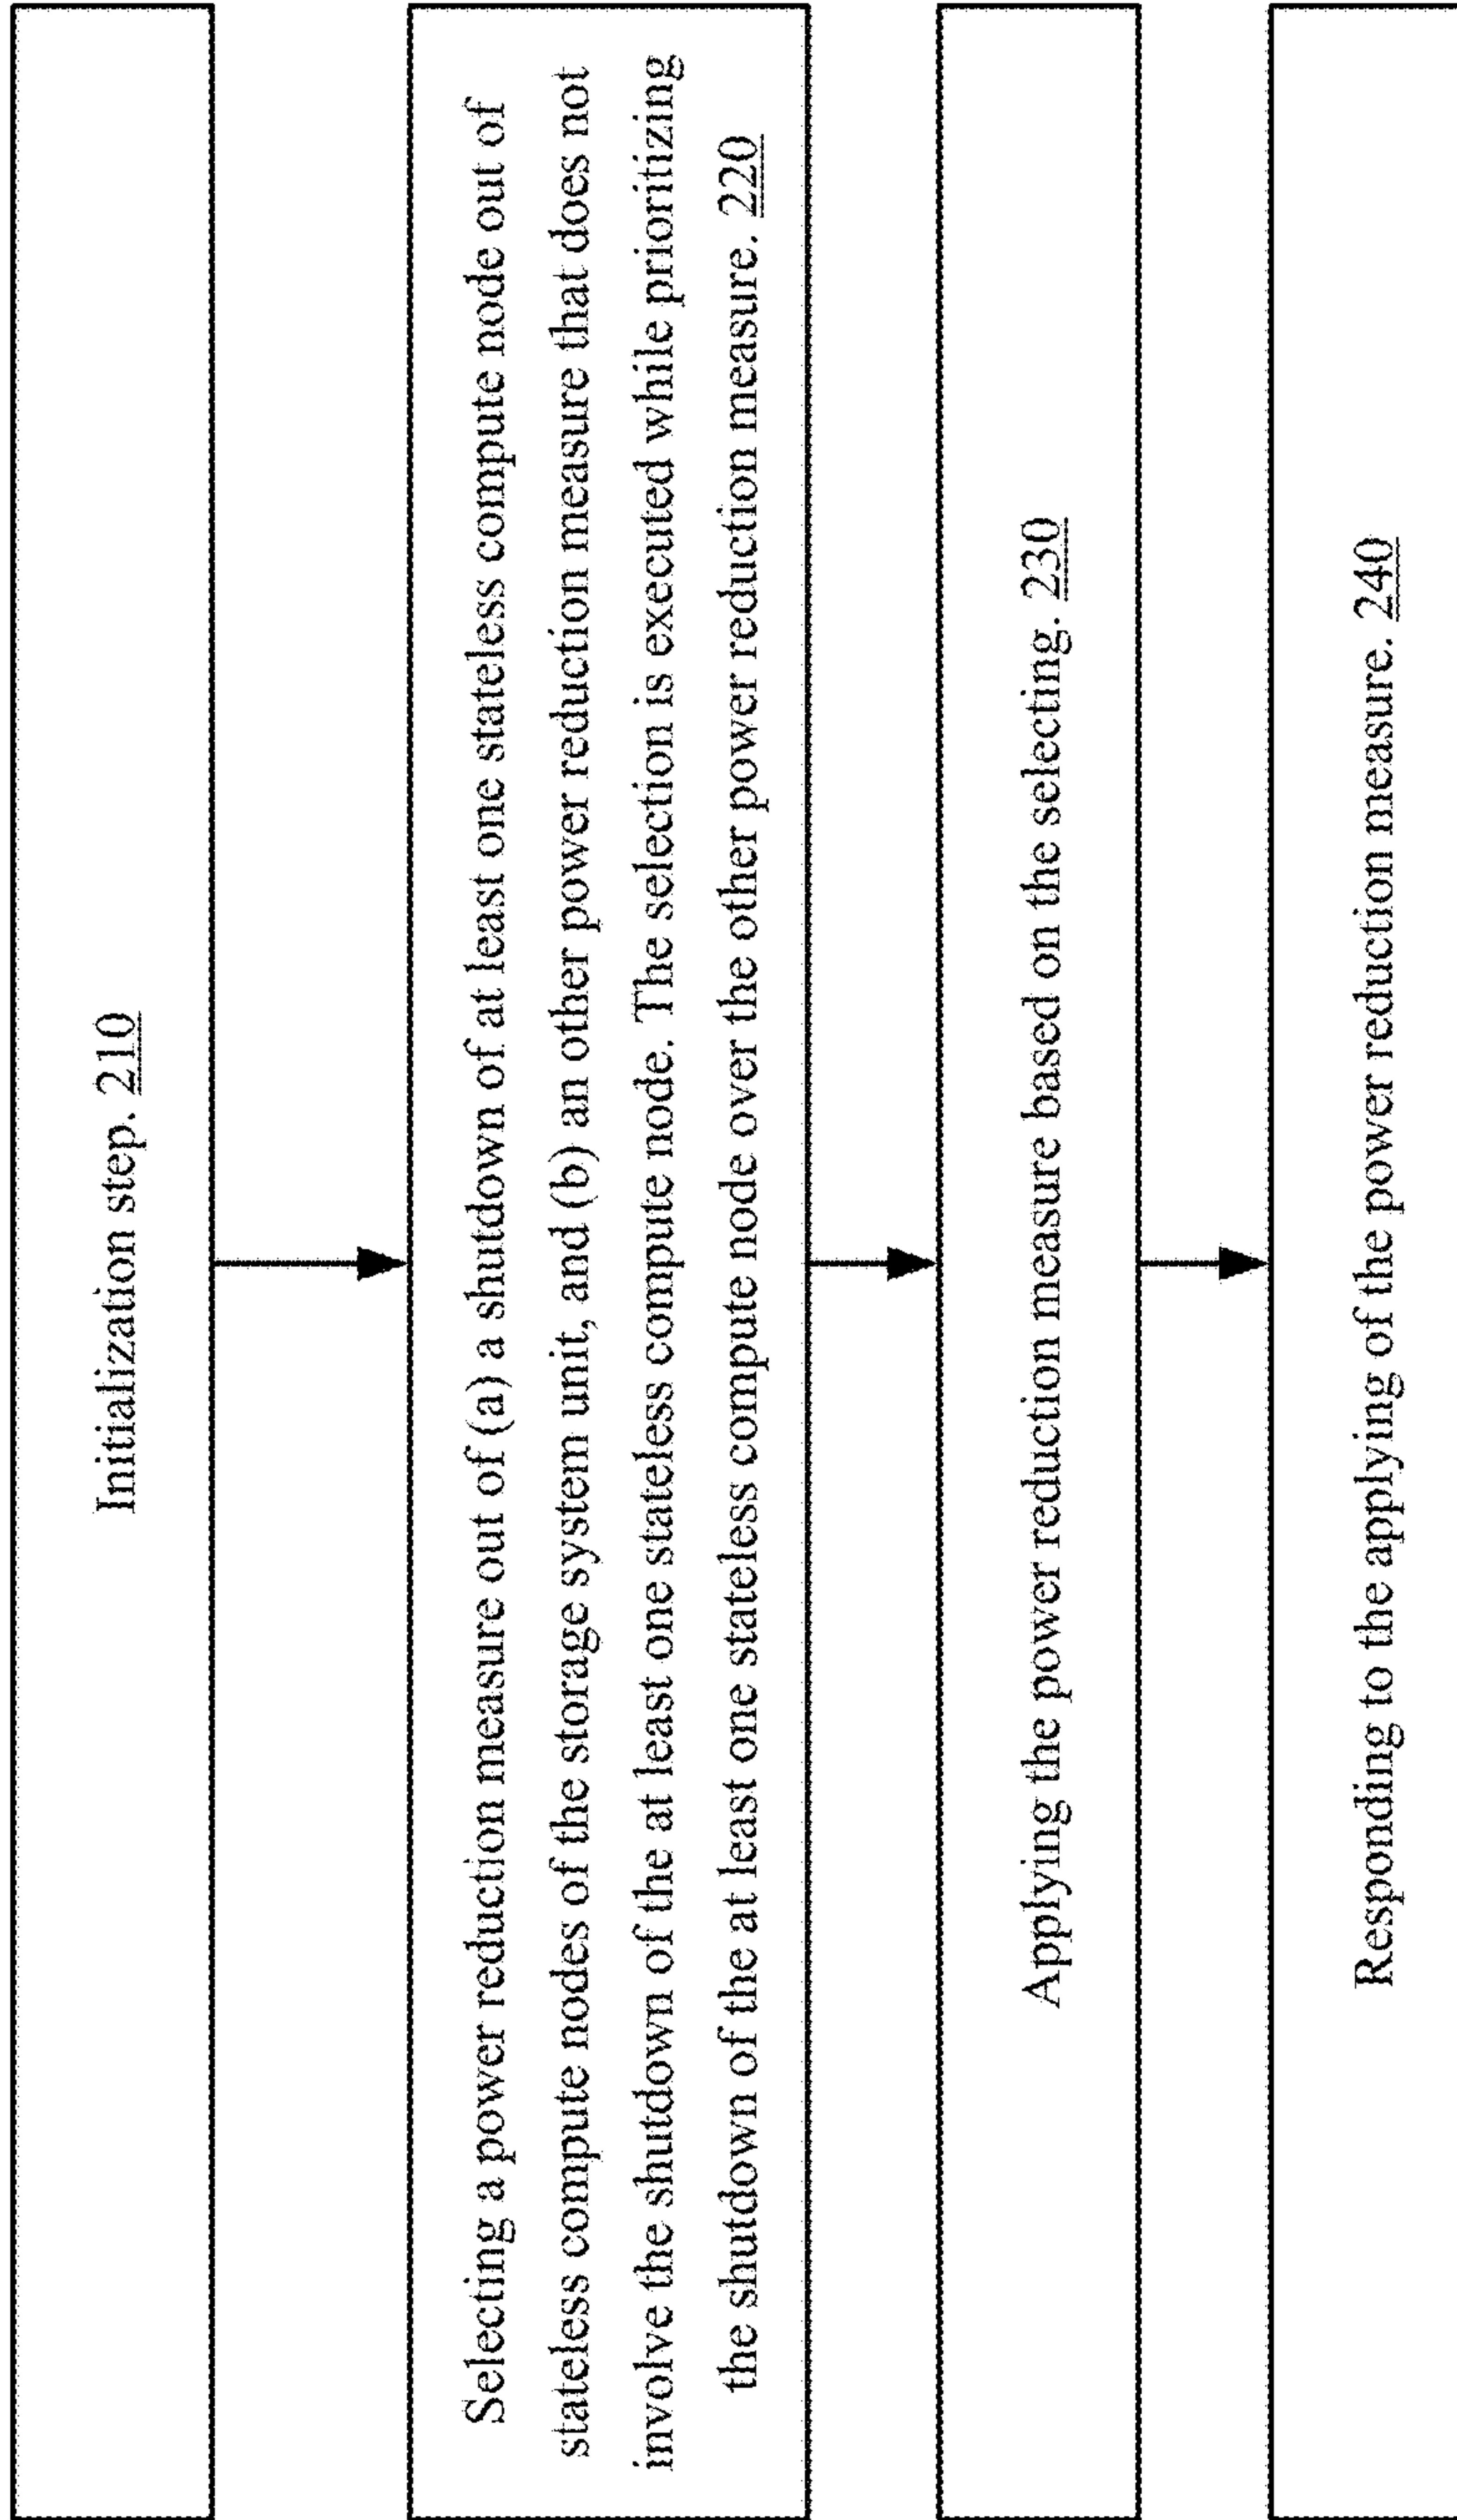 Initialization step. 210
Selecting a power reduction measure out of (a) a shutdown of at least one stateless compute node out of
stateless compute nodes of the storage system unit, and (b) an other power reduction measure that does not
involve the shutdown of the at least one stateless compute node. The selection is executed while prioritizing
the shutdown of the at least one stateless compute node over the other power reduction measure. 220
Applying the power reduction measure based on the selecting. 230
Responding to the applying of the power reduction measure. 240